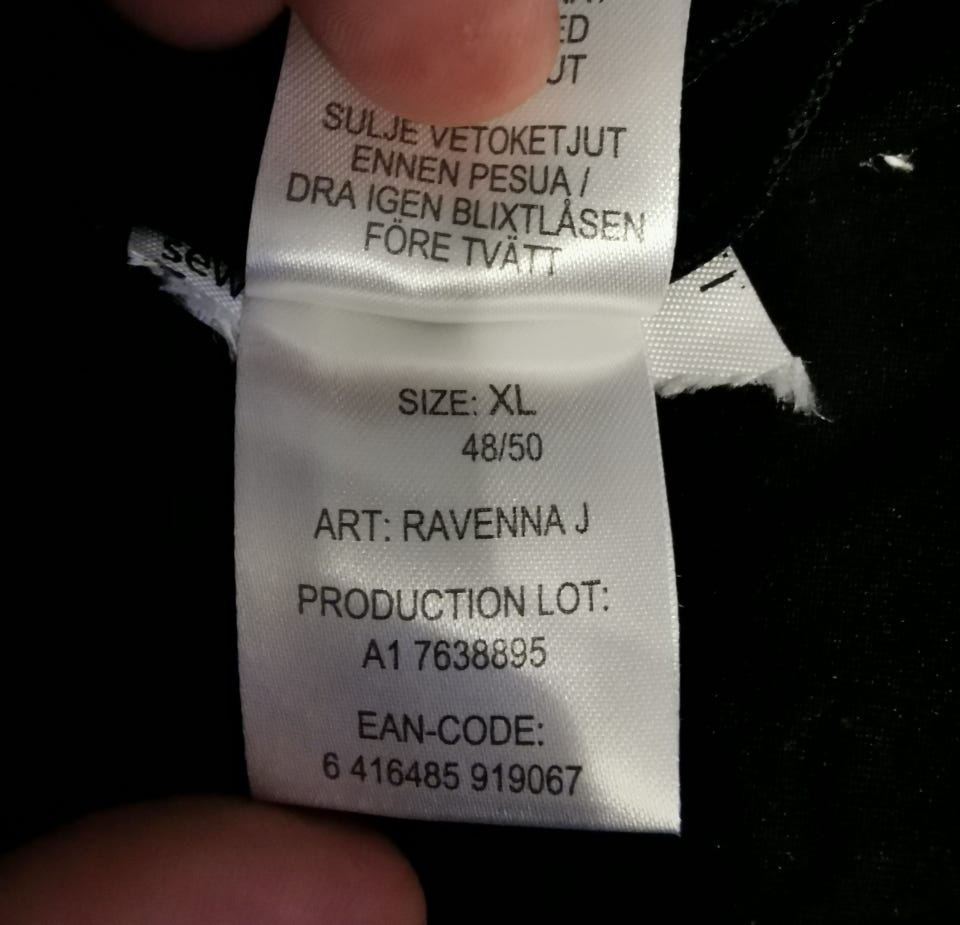 SULJE VETOKETJUT
ENNEN PESUA /
DRA IGEN BLIXTLÅSEN
FÖRE TVÄTT
SIZE: XL
48/50
ART: RAVENNA J
PRODUCTION LOT:
A1 7638895
EAN-CODE:
6 416485 919067